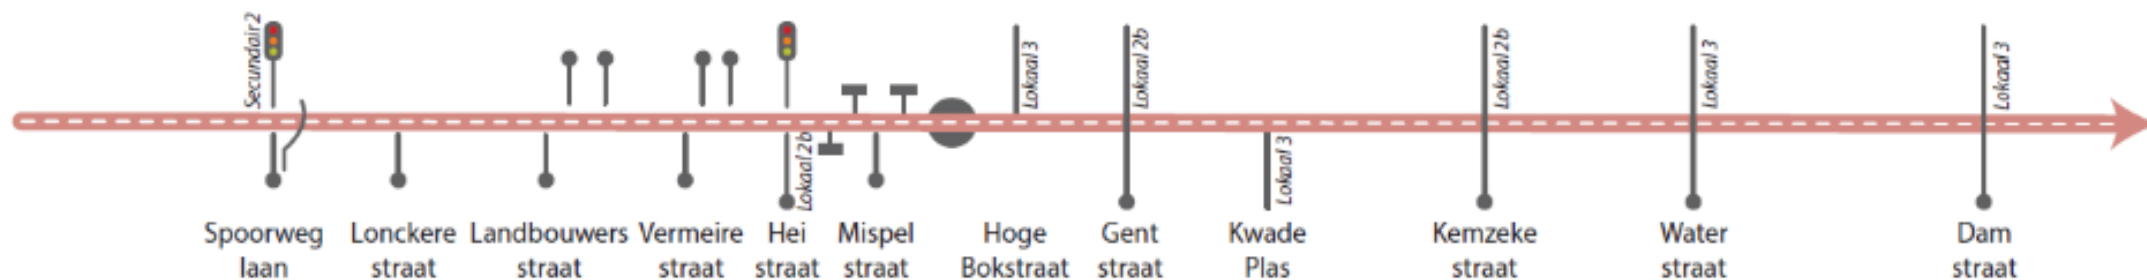 Secundair 2
Lokaal 2b
Lokaal 3
Lokaal 2b
Lokaal 3
Lokaal 2b
Lokaal 3
Lokaal 3
Spoorweg
laan
Lonckere
straat
Landbouwers
straat
Vermeire
straat
Hei
straat
Mispel
straat
Hoge
Bokstraat
Gent
straat
Kwade
Plas
Kemzeke
straat
Water
straat
Dam
straat